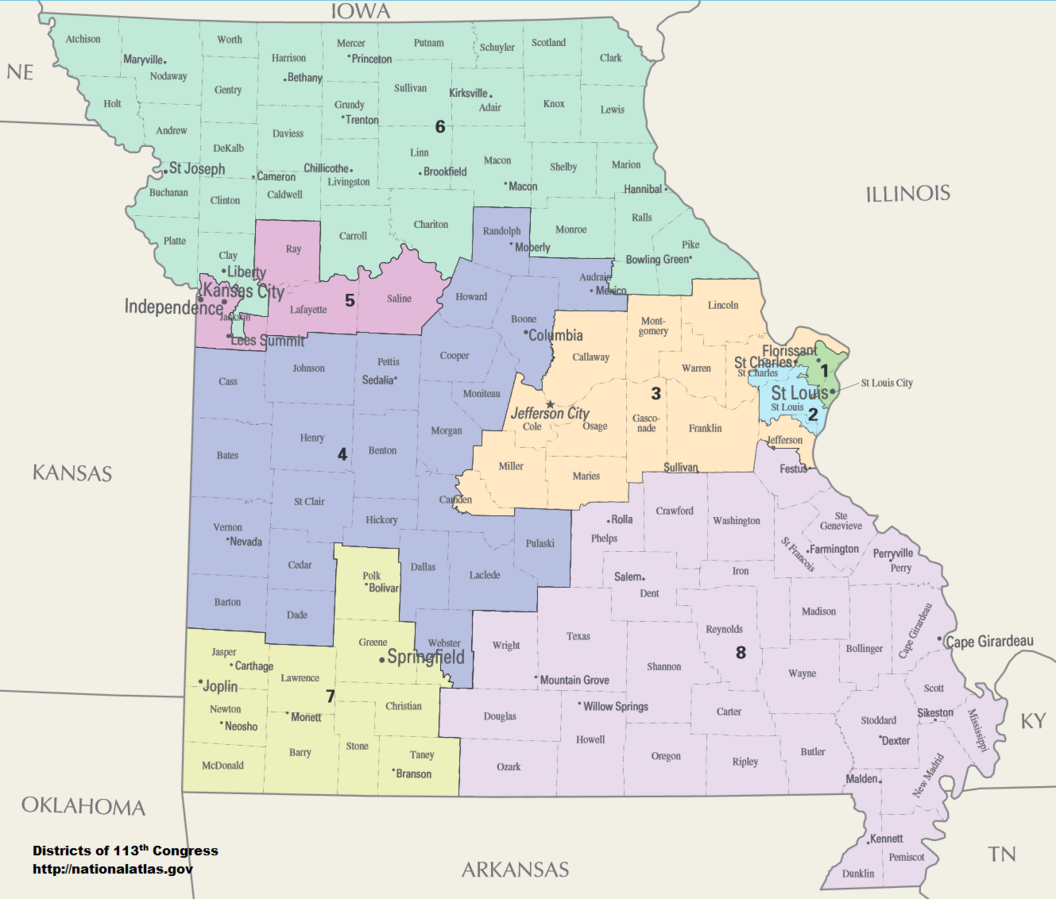 IOWA
NE
ILLINOIS
KANSAS
OKLAHOMA
ARKANSAS
KY
TN
Atchison
Worth
Mercer
Putnam
Schuyler
Scotland
Clark
Maryville
Nodaway
Harrison
Princeton
Bethany
Holt
Gentry
Sullivan
Kirksville
Adair
Knox
Lewis
Grundy
Trenton
6
Andrew
Daviess
DeKalb
Linn
Macon
Shelby
Marion
St Joseph
Cameron
Chillicothe
Livingston
Brookfield
Macon
Hannibal
Buchanan
Clinton
Caldwell
Ralls
Platte
Clay
Ray
Carroll
Chariton
Randolph
Moberly
Monroe
Pike
Bowling Green
Liberty
Kansas City
Independence
Jackson
Lees Summit
Lafayette
5
Saline
Howard
Audrain
Mexico
Lincoln
Boone
Columbia
Mont-
gomery
Callaway
Warren
Florissant
St Charles
St Charles
1
St Louis City
St Louis
St Louis
2
Cass
Johnson
Pettis
Sedalia
Cooper
Moniteau
3
Jefferson City
Cole
Osage
Gasco-
nade
Franklin
Jefferson
Bates
Henry
4
Benton
Morgan
Miller
Maries
Sullivan
Festus
St Clair
Camden
Hickory
Vernon
Nevada
Cedar
Dallas
Laclede
Pulaski
Rolla
Phelps
Crawford
Washington
Ste
Genevieve
St Francois
Farmington
Perryville
Perry
Barton
Dade
Polk
Bolivar
Salem
Dent
Iron
Madison
Cape Girardeau
Cape Girardeau
Jasper
Carthage
Joplin
Lawrence
Greene
Springfield
Webster
Wright
Texas
Reynolds
8
Bollinger
Shannon
Wayne
Mountain Grove
Newton
Neosho
Monett
7
Christian
Douglas
Willow Springs
Carter
Scott
Sikeston
Stoddard
Dexter
Mississippi
McDonald
Barry
Stone
Taney
Branson
Ozark
Howell
Oregon
Ripley
Butler
Malden
New Madrid
Kennett
Pemiscot
Dunklin
Districts of 113th Congress
http://nationalatlas.gov